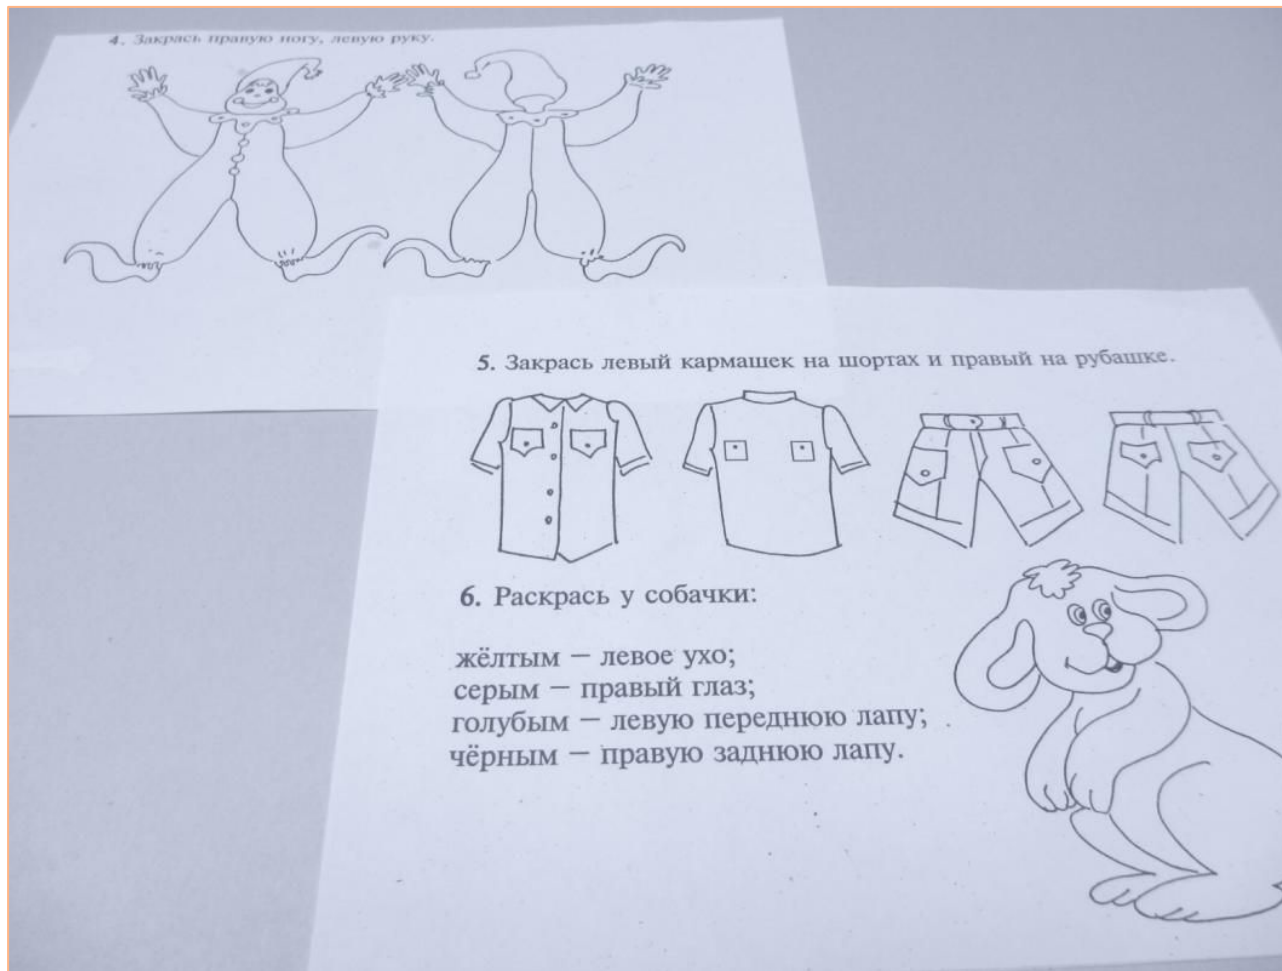 4. Закрась правую ногу, левую руку.
5. Закрась левый кармашек на шортах и правый на рубашке.
6. Раскрась у собачки:
жёлтым — левое ухо;
серым — правый глаз;
голубым — левую переднюю лапу;
чёрным — правую заднюю лапу.